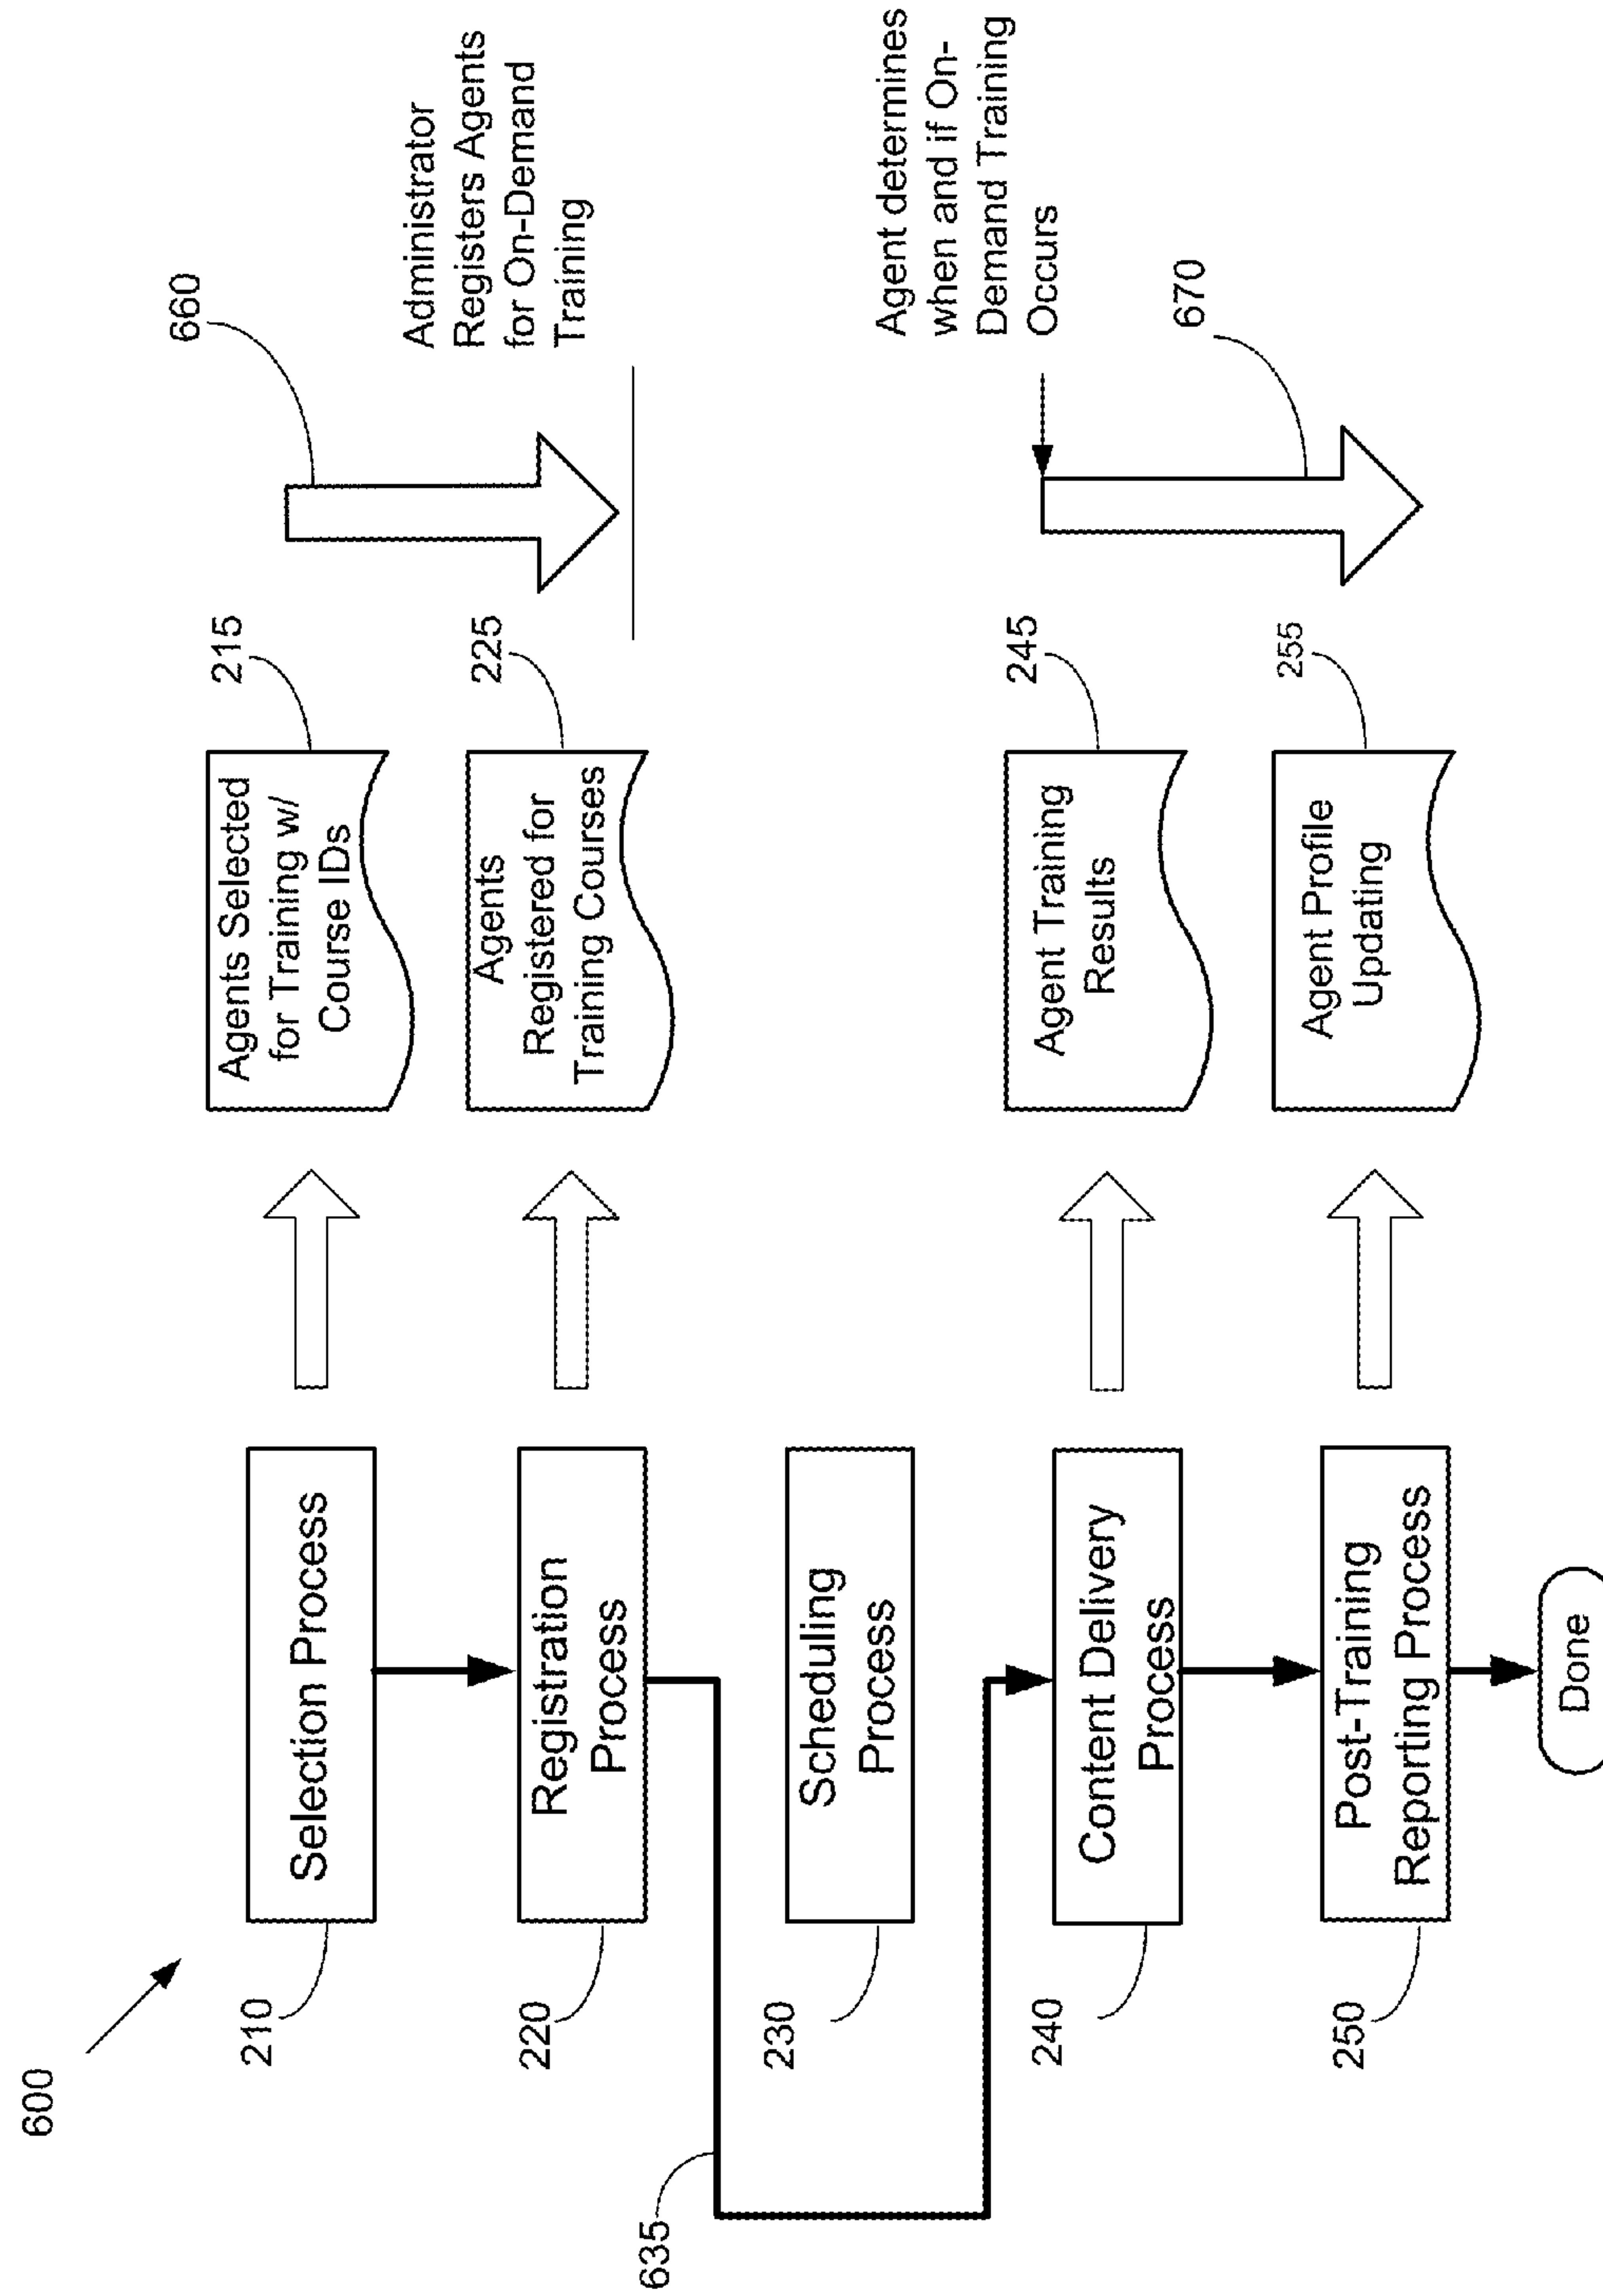 600
210
Selection Process
215
Agents Selected
for Training w/
Course IDs
660
Administrator
Registers Agents
for On-Demand
Training
220
Registration
Process
225
Agents
Registered for
Training Courses
635
230
Scheduling
Process
240
Content Delivery
Process
245
Agent Training
Results
Agent determines
when and if On-
Demand Training
Occurs
670
250
Post-Training
Reporting Process
255
Agent Profile
Updating
Done